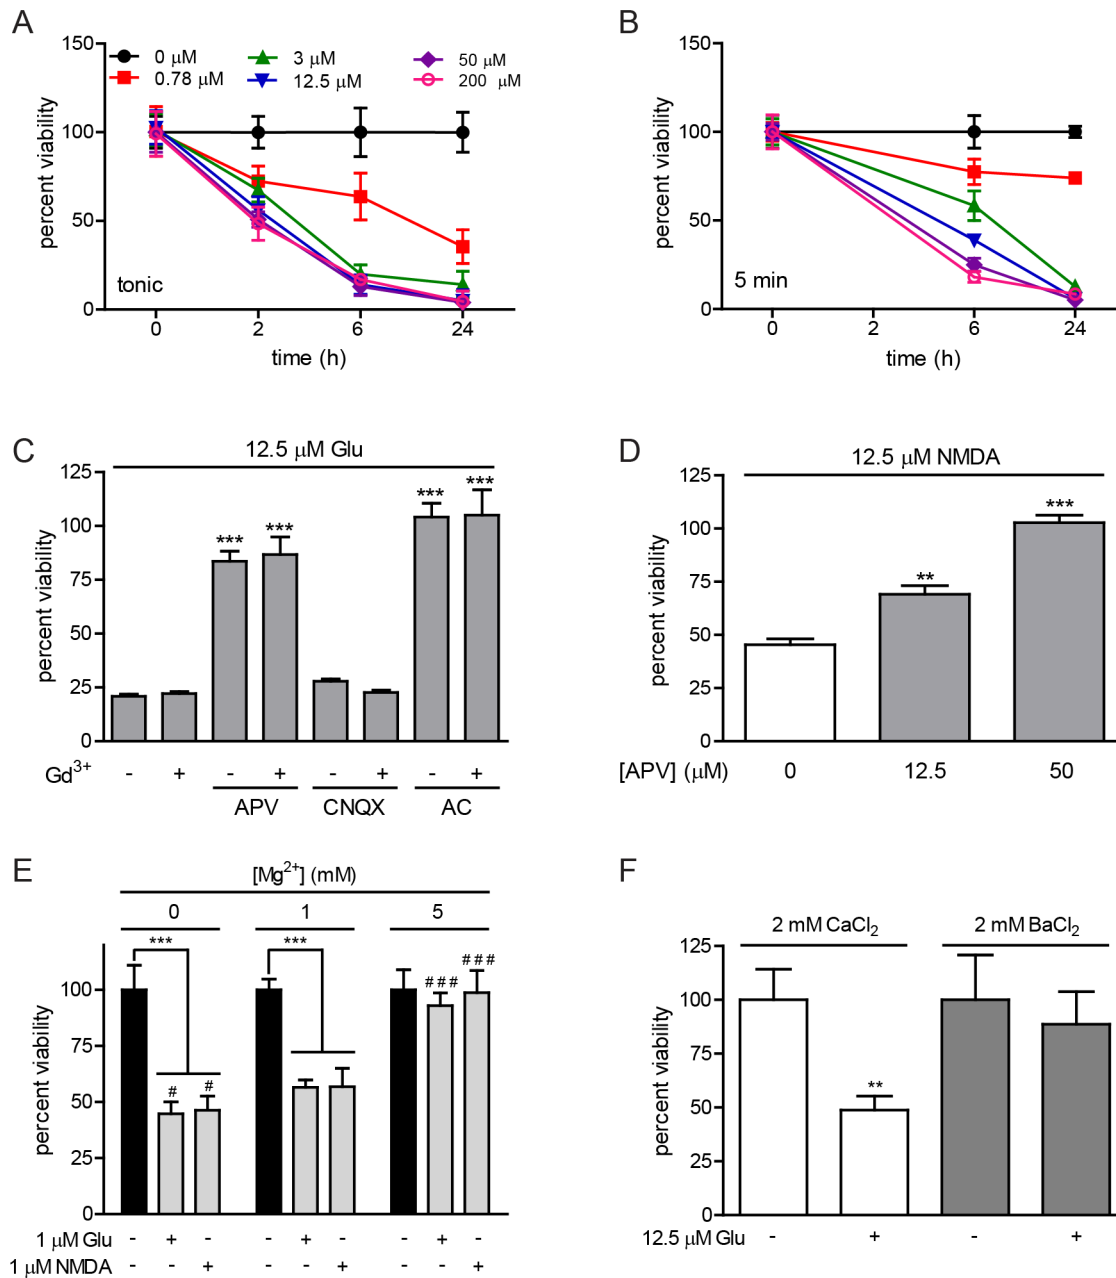 A
150
100
50
0
percent viability
0 μM
3 μM
50 μM
0.78 μM
12.5 μM
200 μM
tonic
0
2
6
24
time (h)
B
150
100
50
0
percent viability
5 min
0
2
6
24
time (h)
C
12.5 μM Glu
125
100
75
50
25
0
percent viability
*** *** *** ***
Gd3+ - + - + - + - +
APV CNQX AC
D
12.5 μM NMDA
125
100
75
50
25
0
percent viability
** ***
[APV] (μM) 0 12.5 50
E
[Mg2+] (mM)
0 1 5
100
75
50
25
0
percent viability
*** *** ### ###
# #
1 μM Glu - + - - + - - + -
1 μM NMDA - - + - - + - - +
F
2 mM CaCl2 2 mM BaCl2
125
100
75
50
25
0
percent viability
**
12.5 μM Glu - + - +